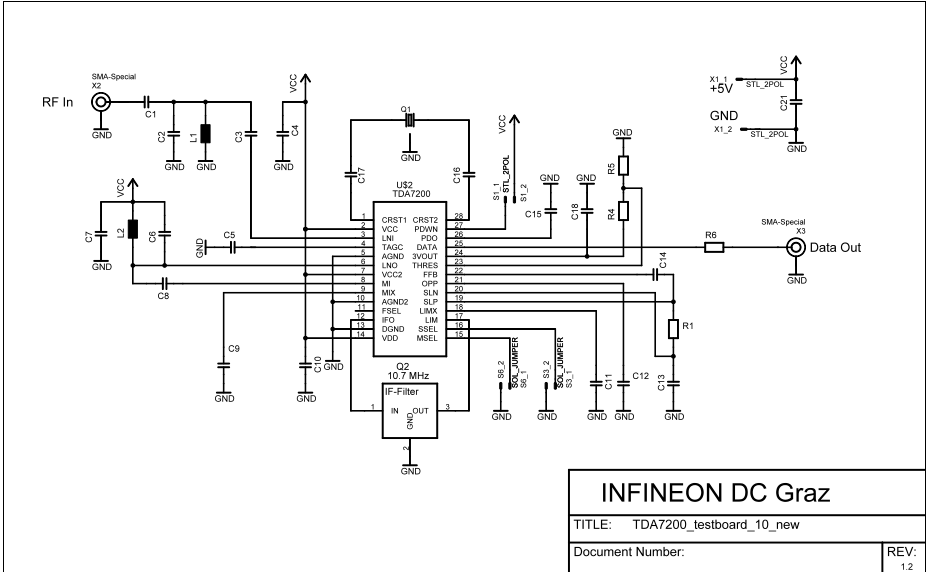 SMA-Special
X2
RF In
GND
C1
C2
GND
L1
GND
C3
VCC
C4
GND
Q1
GND
C17
C16
U$2
TDA7200
VCC
STL_2POL
S1_1
S1_2
GND
C15
GND
C18
GND
R5
R4
X1_1
+5V
STL_2POL
VCC
C21
GND
X1_2
STL_2POL
GND
VCC
C7
GND
L2
C6
GND
C5
C8
C9
GND
C10
GND
GND
1 CRST1 CRST2 28
2 VCC PDWN 27
3 LNI PDO 26
4 TAGC DATA 25
5 AGND 3VOUT 24
6 LNO THRES 23
7 VCC2 FFB 22
8 MI OPP 21
9 MIX SLN 20
10 AGND2 SLP 19
11 FSEL LIMX 18
12 IFO LIM 17
13 DGND SSEL 16
14 VDD MSEL 15
R6
SMA-Special
X3
Data Out
GND
C14
R1
Q2
10.7 MHz
IF-Filter
1 IN OUT 3
GND
2
GND
S6_2
SOL_JUMPER
S6_1
GND
S3_2
SOL_JUMPER
S3_1
GND
C11
GND
C12
GND
C13
GND
INFINEON DC Graz
TITLE: TDA7200_testboard_10_new
Document Number:
REV:
1.2